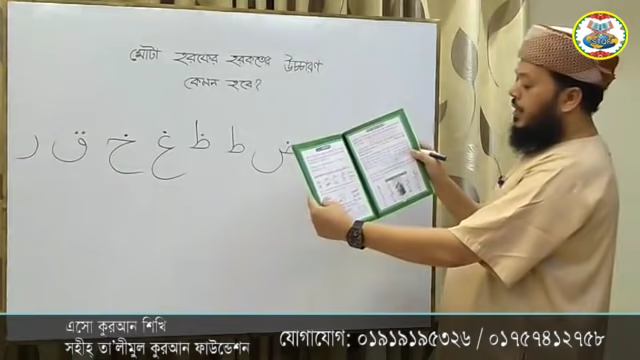 মোটা হরফের হরকতের উচ্চারণ
কেমন হবে?
ر ق خ غ ظ ط ض
এসো কুরআন শিখি
সহীহ্ তা'লীমুল কুরআন ফাউন্ডেশন
যোগাযোগ: ০১৯১৯১৯৫৩২৬ / ০১৭৫৭৪১২৭৫৮